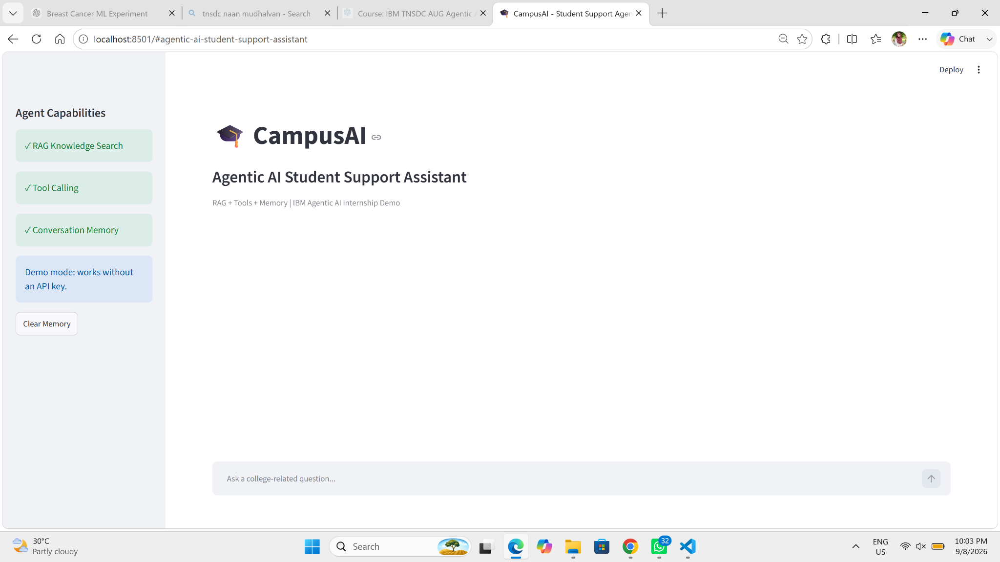 Breast Cancer ML Experiment
tnsdc naan mudhalvan - Search
Course: IBM TNSDC AUG Agentic
CampusAI - Student Support Agen
localhost:8501/#agentic-ai-student-support-assistant
Chat
Deploy
Agent Capabilities
✓ RAG Knowledge Search
✓ Tool Calling
✓ Conversation Memory
Demo mode: works without
an API key.
Clear Memory
CampusAI
Agentic AI Student Support Assistant
RAG + Tools + Memory | IBM Agentic AI Internship Demo
Ask a college-related question...
30°C
Partly cloudy
Search
32
ENG
US
10:03 PM
9/8/2026